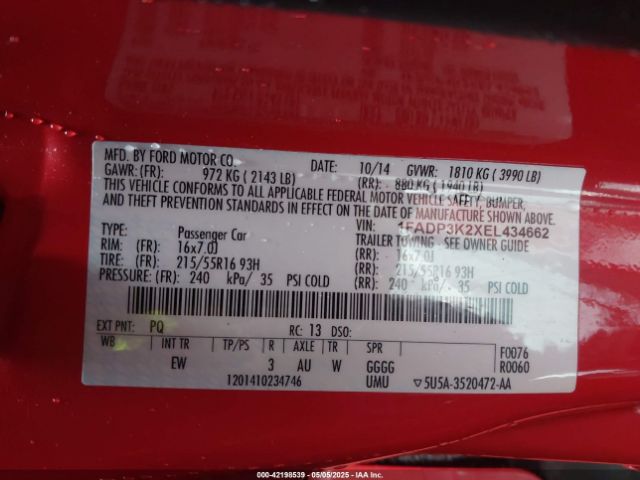 MFD. BY FORD MOTOR CO. DATE: 10/14 GVWR: 1810 KG (3990 LB)
GAWR: (FR): 972 KG (2143 LB) (RR): 880 KG (1940 LB)
THIS VEHICLE CONFORMS TO ALL APPLICABLE FEDERAL MOTOR VEHICLE SAFETY, BUMPER,
AND THEFT PREVENTION STANDARDS IN EFFECT ON THE DATE OF MANUFACTURE SHOWN ABOVE.
VIN: 1FADP3K2XEL434662
TYPE: Passenger Car TRAILER TOWING - SEE OWNER GUIDE
RIM: (FR): 16x7.0J (RR): 16x7.0J
TIRE: (FR): 215/55R16 93H (RR): 215/55R16 93H
PRESSURE: (FR): 240 kPa/ 35 PSI COLD (RR): 240 kPa/ 35 PSI COLD
EXT PNT: PQ RC: 13 DSO:
WB INT TR TP/PS R AXLE TR SPR F0076
EW 3 AU W GGGG R0060
1201410234746 UMU 5U5A-3520472-AA
000-42198539 - 05/05/2025 - IAA Inc.